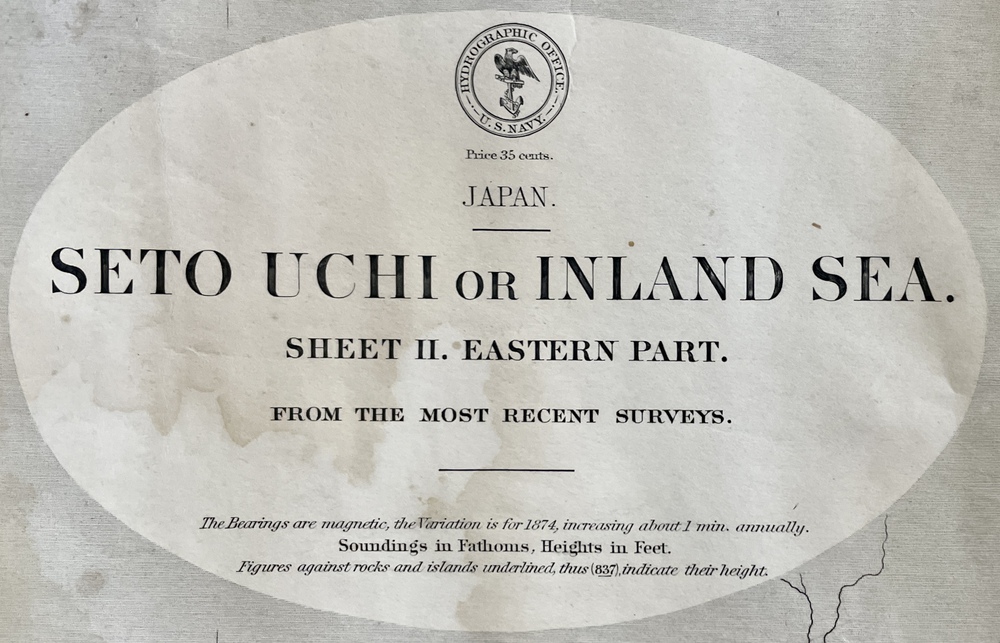 HYDROGRAPHIC OFFICE.
U.S. NAVY.
Price 35 cents.
JAPAN.
SETO UCHI OR INLAND SEA.
SHEET II. EASTERN PART.
FROM THE MOST RECENT SURVEYS.
The Bearings are magnetic, the Variation is for 1874, increasing about 1 min. annually.
Soundings in Fathoms, Heights in Feet.
Figures against rocks and islands underlined, thus (837), indicate their height.